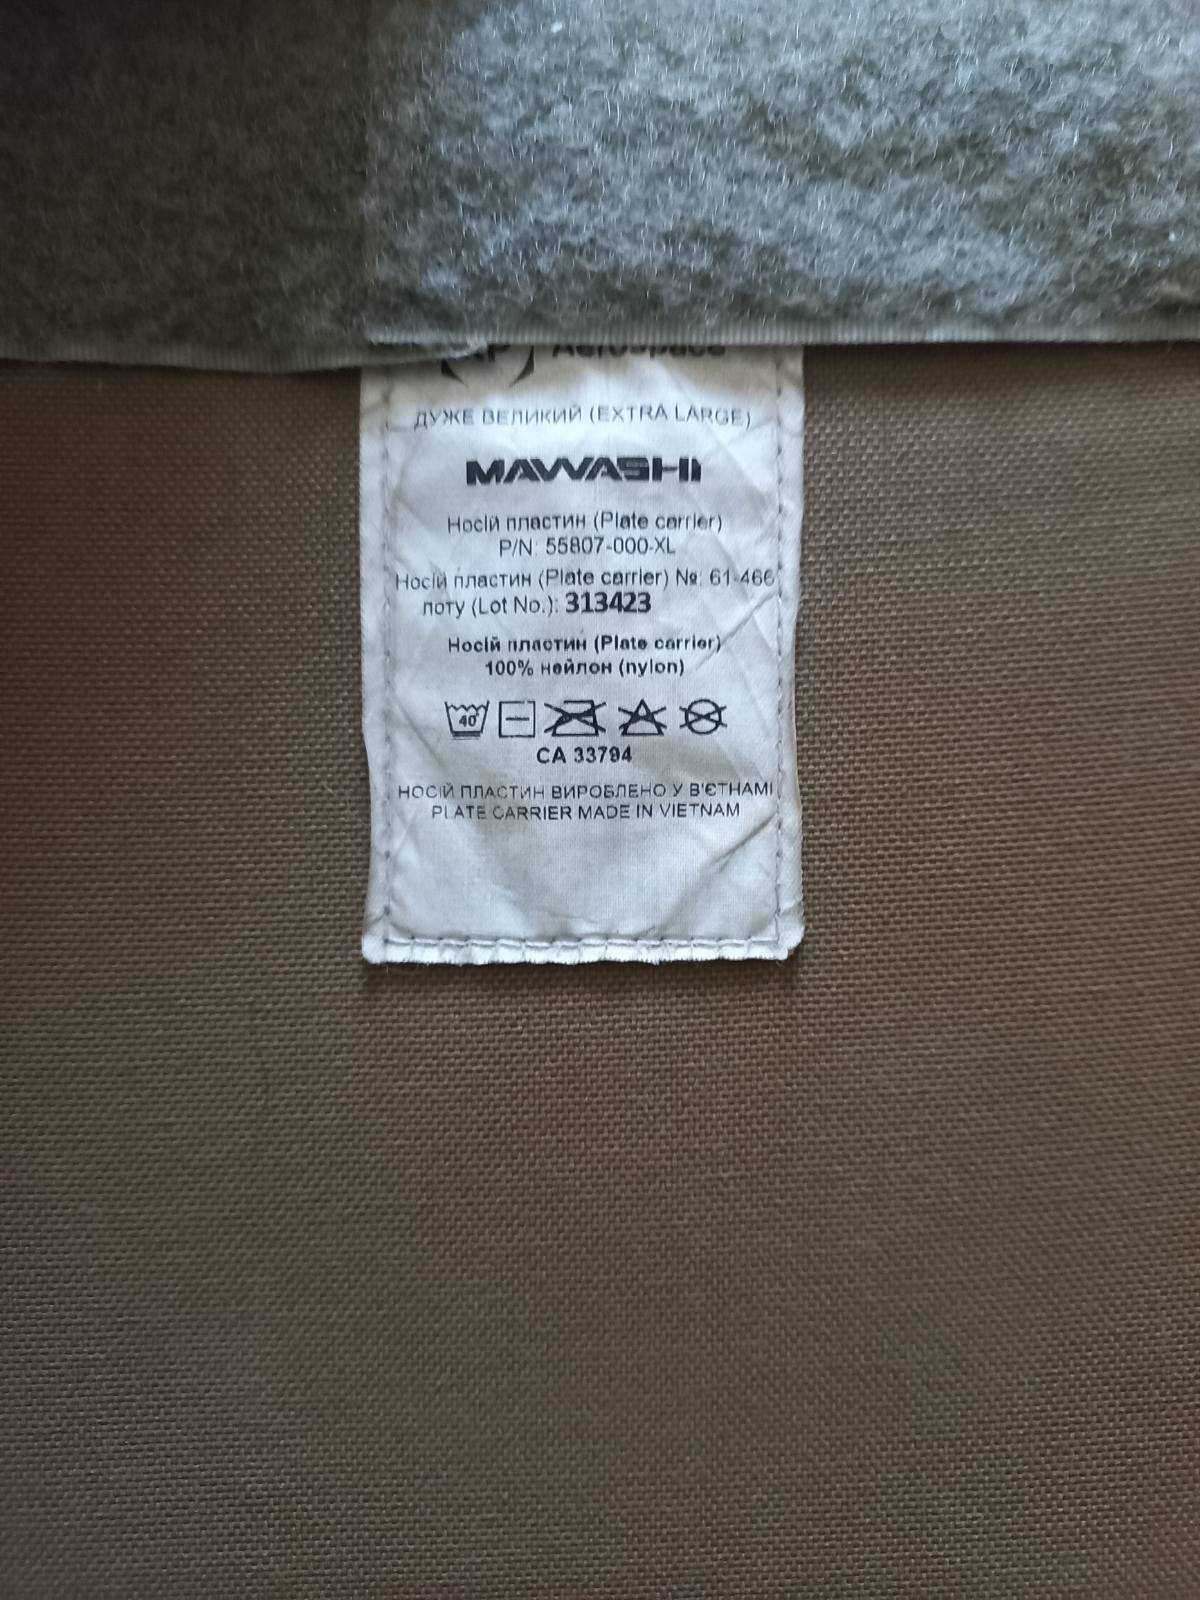 Aerospace
ДУЖЕ ВЕЛИКИЙ (EXTRA LARGE)
MAWASHI
Носій пластин (Plate carrier)
P/N: 55807-000-XL
Носій пластин (Plate carrier) №: 61-466
лоту (Lot No.): 313423
Носій пластин (Plate carrier)
100% нейлон (nylon)
40°
CA 33794
НОСІЙ ПЛАСТИН ВИРОБЛЕНО У В'ЄТНАМІ
PLATE CARRIER MADE IN VIETNAM